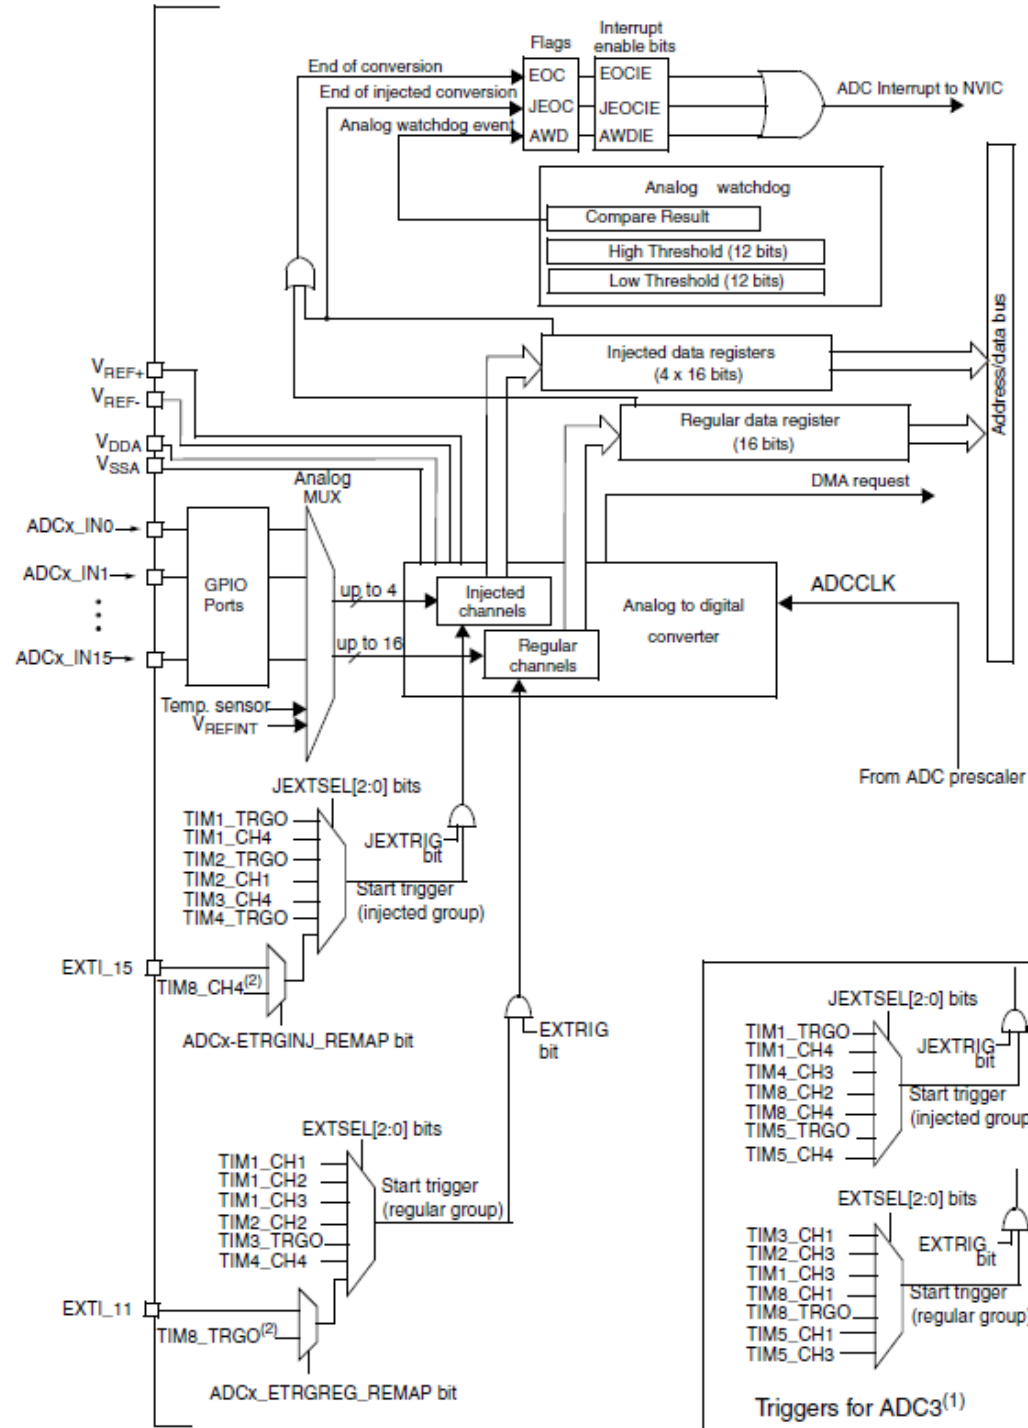 Flags
Interrupt
enable bits
End of conversion
EOC
EOCIE
End of injected conversion
JEOC
JEOCIE
Analog watchdog event
AWD
AWDIE
ADC Interrupt to NVIC
Analog watchdog
Compare Result
High Threshold (12 bits)
Low Threshold (12 bits)
Address/data bus
Injected data registers
(4 x 16 bits)
Regular data register
(16 bits)
DMA request
VREF+
VREF-
VDDA
VSSA
Analog
MUX
ADCx_IN0
ADCx_IN1
ADCx_IN15
GPIO
Ports
up to 4
up to 16
Injected
channels
Regular
channels
Analog to digital
converter
ADCCLK
Temp. sensor
VREFINT
From ADC prescaler
JEXTSEL[2:0] bits
TIM1_TRGO
TIM1_CH4
TIM2_TRGO
TIM2_CH1
TIM3_CH4
TIM4_TRGO
JEXTRIG
bit
Start trigger
(injected group)
EXTI_15
TIM8_CH4(2)
ADCx-ETRGINJ_REMAP bit
EXTRIG
bit
EXTSEL[2:0] bits
TIM1_CH1
TIM1_CH2
TIM1_CH3
TIM2_CH2
TIM3_TRGO
TIM4_CH4
Start trigger
(regular group)
EXTI_11
TIM8_TRGO(2)
ADCx_ETRGREG_REMAP bit
JEXTSEL[2:0] bits
TIM1_TRGO
TIM1_CH4
TIM4_CH3
TIM8_CH2
TIM8_CH4
TIM5_TRGO
TIM5_CH4
JEXTRIG
bit
Start trigger
(injected group
EXTSEL[2:0] bits
TIM3_CH1
TIM2_CH3
TIM1_CH3
TIM8_CH1
TIM8_TRGO
TIM5_CH1
TIM5_CH3
EXTRIG
bit
Start trigger
(regular group)
Triggers for ADC3(1)